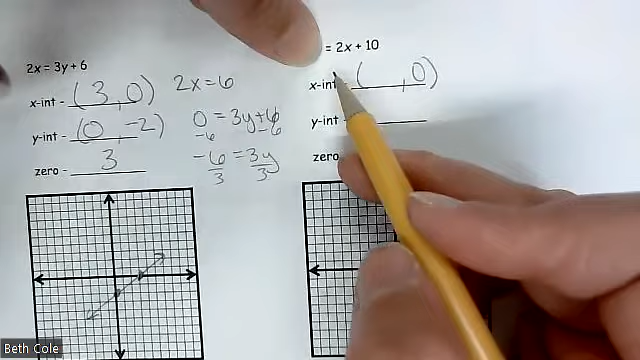 2x = 3y + 6
x-int - (3, 0)
y-int - (0, -2)
zero - 3
2x = 6
0 = 3y + 6
-6 -6
-6 = 3y
3 3
= 2x + 10
x-int - ( , 0)
y-int -
zero
Beth Cole